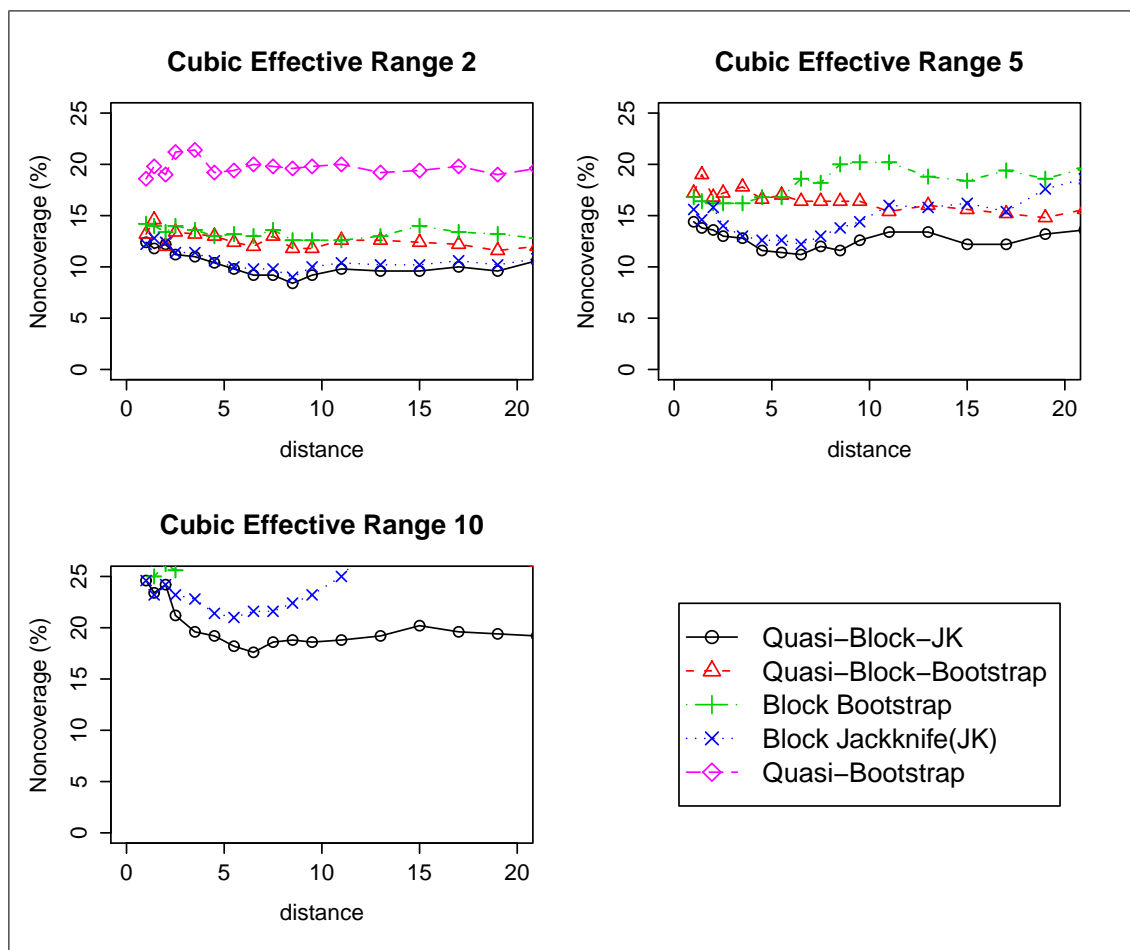 Cubic Effective Range 2
Noncoverage (%)
25
20
15
10
5
0
0 5 10 15 20
distance
Cubic Effective Range 5
Noncoverage (%)
25
20
15
10
5
0
0 5 10 15 20
distance
Cubic Effective Range 10
Noncoverage (%)
25
20
15
10
5
0
0 5 10 15 20
distance
Quasi−Block−JK
Quasi−Block−Bootstrap
Block Bootstrap
Block Jackknife(JK)
Quasi−Bootstrap